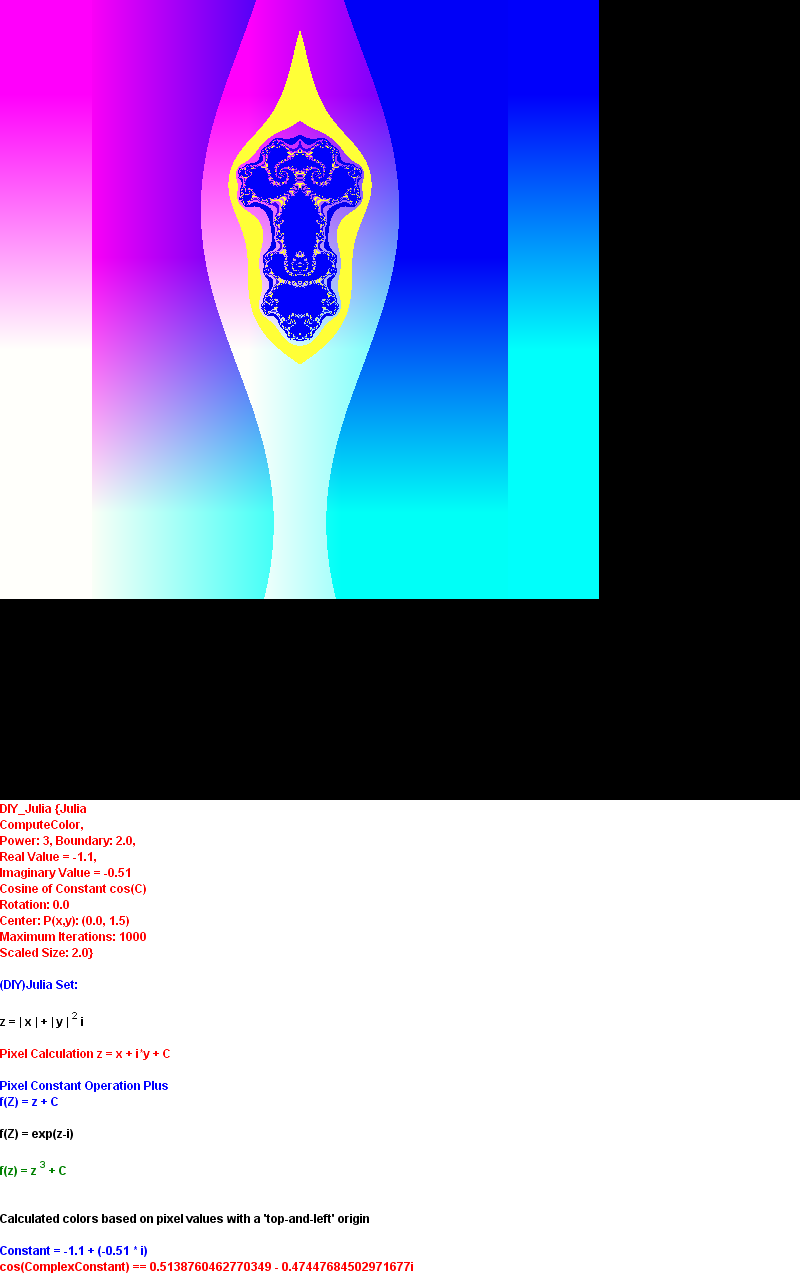 DIY_Julia {Julia
ComputeColor,
Power: 3, Boundary: 2.0,
Real Value = -1.1,
Imaginary Value = -0.51
Cosine of Constant cos(C)
Rotation: 0.0
Center: P(x,y): (0.0, 1.5)
Maximum Iterations: 1000
Scaled Size: 2.0}
(DIY)Julia Set:
z = | x | + | y | 2 i
Pixel Calculation z = x + i*y + C
Pixel Constant Operation Plus
f(Z) = z + C
f(Z) = exp(z-i)
f(z) = z 3 + C
Calculated colors based on pixel values with a 'top-and-left' origin
Constant = -1.1 + (-0.51 * i)
cos(ComplexConstant) == 0.5138760462770349 - 0.47447684502971677i